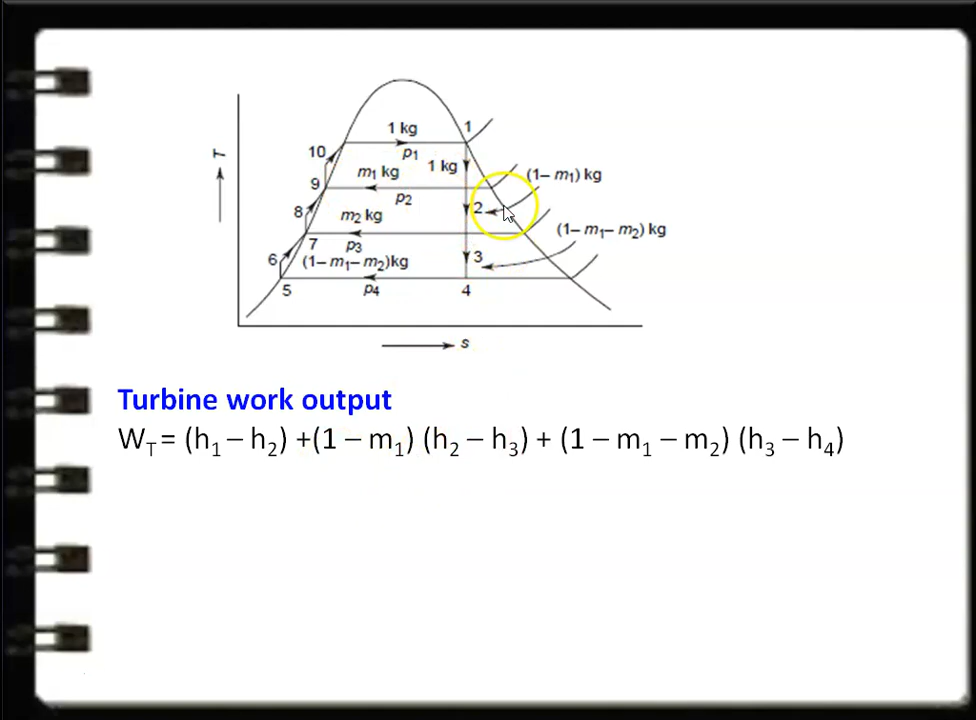 1 kg
1
10
p₁
1 kg
m₁ kg
(1– m₁) kg
9
p₂
T
8
m₂ kg
2
(1– m₁– m₂) kg
7
p₃
6
(1– m₁– m₂)kg
3
5
p₄
4
s
Turbine work output
W_T = (h₁ – h₂) +(1 – m₁) (h₂ – h₃) + (1 – m₁ – m₂) (h₃ – h₄)